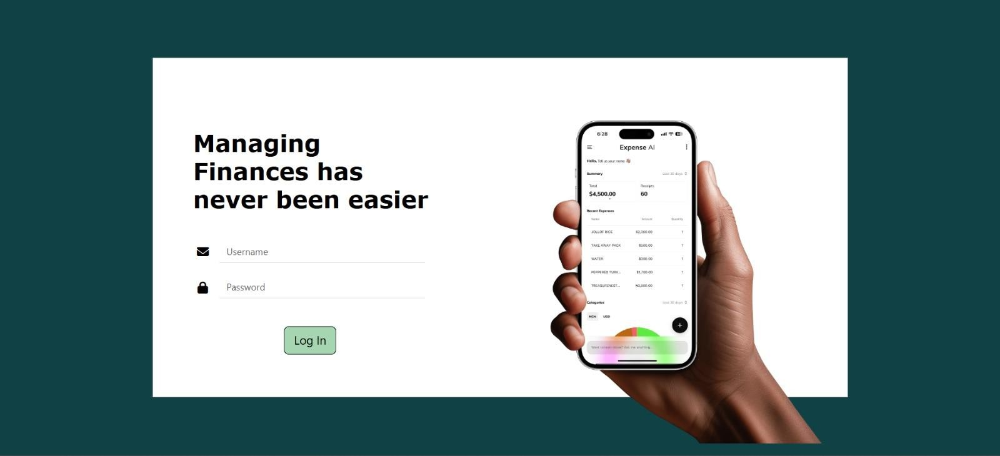 Managing
Finances has
never been easier
Username
Password
Log In
6:28
Expense AI
Hello, Tell us your name
Summary Last 30 days
Total Receipts
$4,500.00 60
Recent Expenses
Name Amount Quantity
JOLLOF RICE $2,000.00 1
TAKE AWAY PACK $500.00 1
WATER $300.00 1
PEPPERED TURK... $1,700.00 1
TREASURENEST... 1
Categories Last 30 days
NGN USD
Want to learn more? Ask me anything...